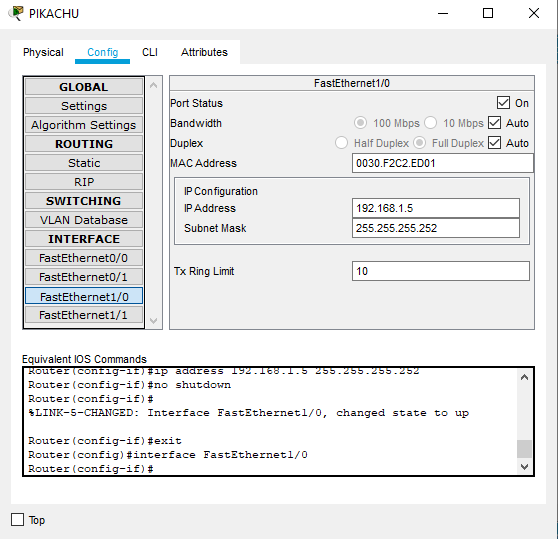 PIKACHU
Physical Config CLI Attributes
GLOBAL
Settings
Algorithm Settings
ROUTING
Static
RIP
SWITCHING
VLAN Database
INTERFACE
FastEthernet0/0
FastEthernet0/1
FastEthernet1/0
FastEthernet1/1
FastEthernet1/0
Port Status On
Bandwidth 100 Mbps 10 Mbps Auto
Duplex Half Duplex Full Duplex Auto
MAC Address 0030.F2C2.ED01
IP Configuration
IP Address 192.168.1.5
Subnet Mask 255.255.255.252
Tx Ring Limit 10
Equivalent IOS Commands
Router(config-if)#ip address 192.168.1.5 255.255.255.252
Router(config-if)#no shutdown
Router(config-if)#
%LINK-5-CHANGED: Interface FastEthernet1/0, changed state to up
Router(config-if)#exit
Router(config)#interface FastEthernet1/0
Router(config-if)#
Top